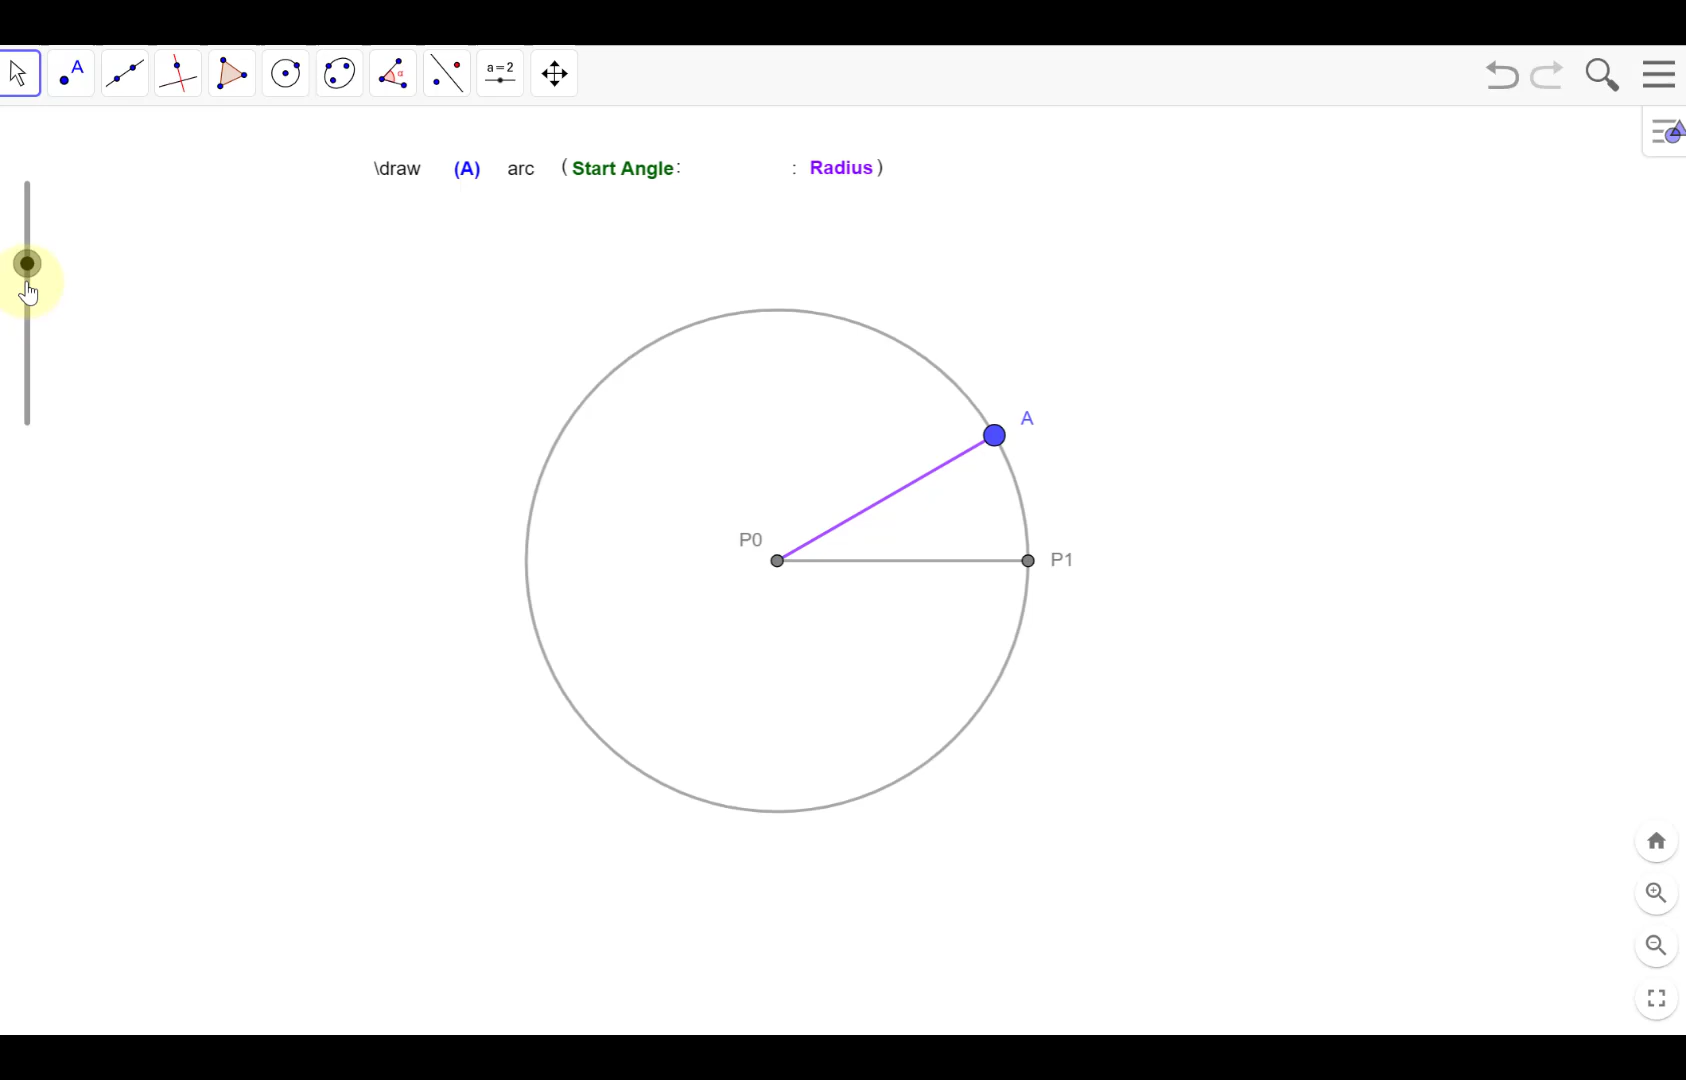 A
α
a=2
\draw (A) arc (Start Angle: : Radius)
A
P0
P1